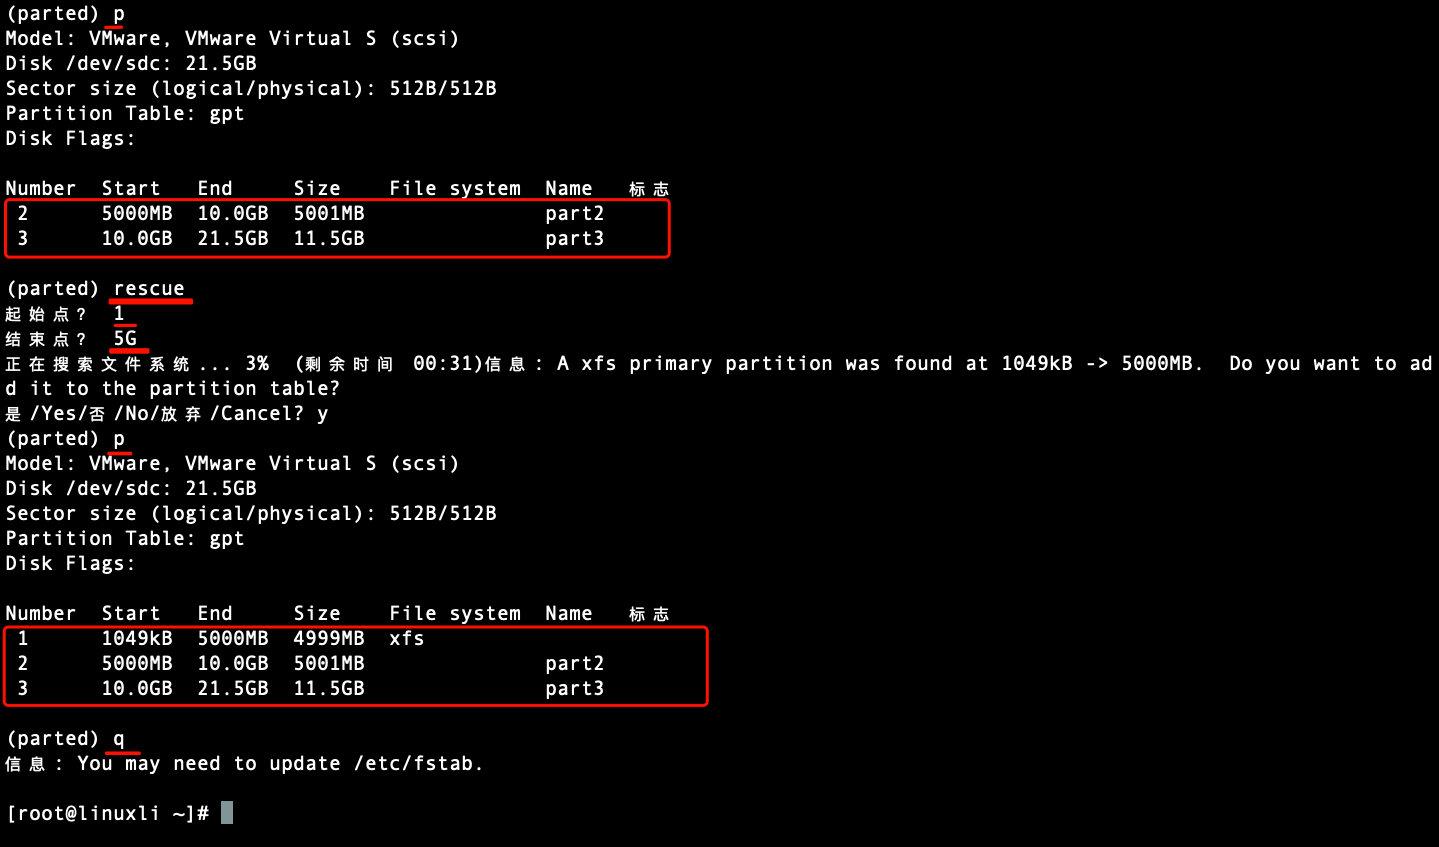 (parted) p
Model: VMware, VMware Virtual S (scsi)
Disk /dev/sdc: 21.5GB
Sector size (logical/physical): 512B/512B
Partition Table: gpt
Disk Flags:
Number  Start   End     Size    File system  Name   标志
 2      5000MB  10.0GB  5001MB               part2
 3      10.0GB  21.5GB  11.5GB               part3
(parted) rescue
起始点？ 1
结束点？ 5G
正在搜索文件系统... 3%  (剩余时间 00:31)信息: A xfs primary partition was found at 1049kB -> 5000MB.  Do you want to ad
d it to the partition table?
是/Yes/否/No/放弃/Cancel? y
(parted) p
Model: VMware, VMware Virtual S (scsi)
Disk /dev/sdc: 21.5GB
Sector size (logical/physical): 512B/512B
Partition Table: gpt
Disk Flags:
Number  Start   End     Size    File system  Name   标志
 1      1049kB  5000MB  4999MB  xfs
 2      5000MB  10.0GB  5001MB               part2
 3      10.0GB  21.5GB  11.5GB               part3
(parted) q
信息: You may need to update /etc/fstab.
[root@linuxli ~]#